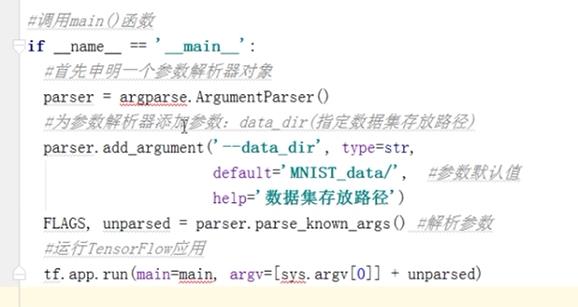 #调用main()函数
if __name__ == '__main__':
#首先申明一个参数解析器对象
parser = argparse.ArgumentParser()
#为参数解析器添加参数: data_dir(指定数据集存放路径)
parser.add_argument('--data_dir', type=str,
default='MNIST_data/', #参数默认值
help='数据集存放路径')
FLAGS, unparsed = parser.parse_known_args() #解析参数
#运行TensorFlow应用
tf.app.run(main=main, argv=[sys.argv[0]] + unparsed)